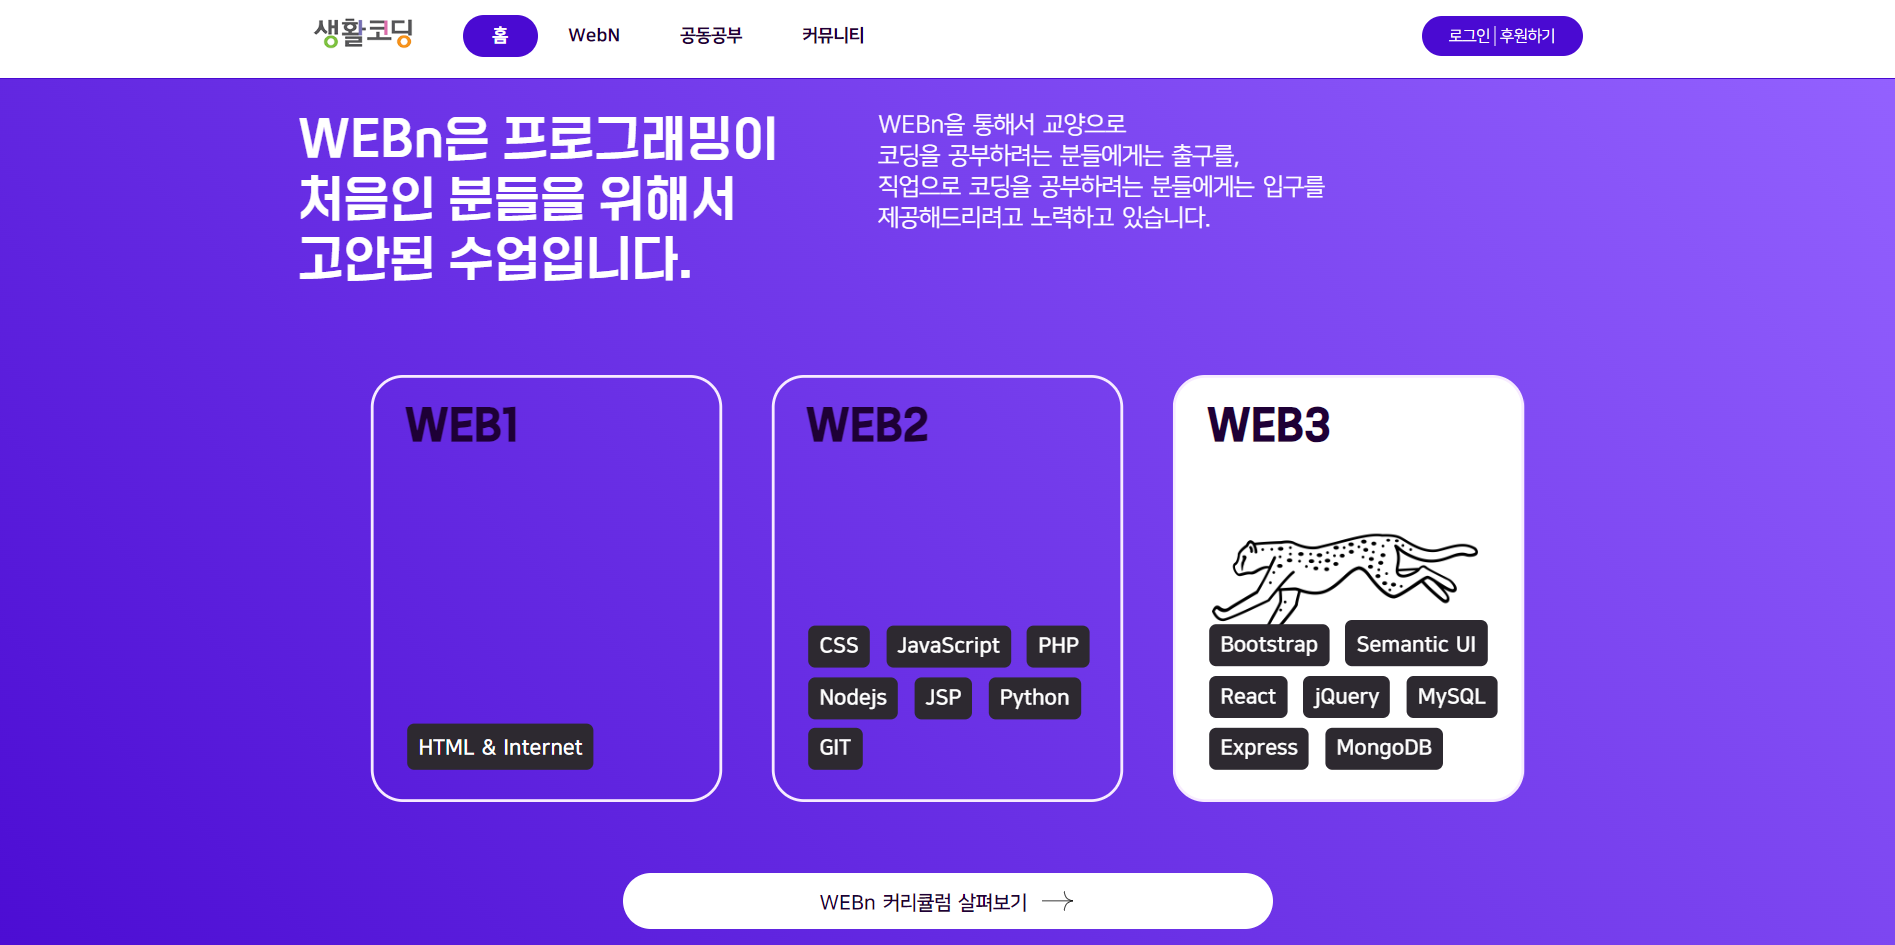 생활코딩
홈
WebN
공동공부
커뮤니티
로그인|후원하기
WEBn은 프로그래밍이
처음인 분들을 위해서
고안된 수업입니다.
WEBn을 통해서 교양으로
코딩을 공부하려는 분들에게는 출구를,
직업으로 코딩을 공부하려는 분들에게는 입구를
제공해드리려고 노력하고 있습니다.
WEB1
HTML & Internet
WEB2
CSS JavaScript PHP
Nodejs JSP Python
GIT
WEB3
Bootstrap Semantic UI
React jQuery MySQL
Express MongoDB
WEBn 커리큘럼 살펴보기